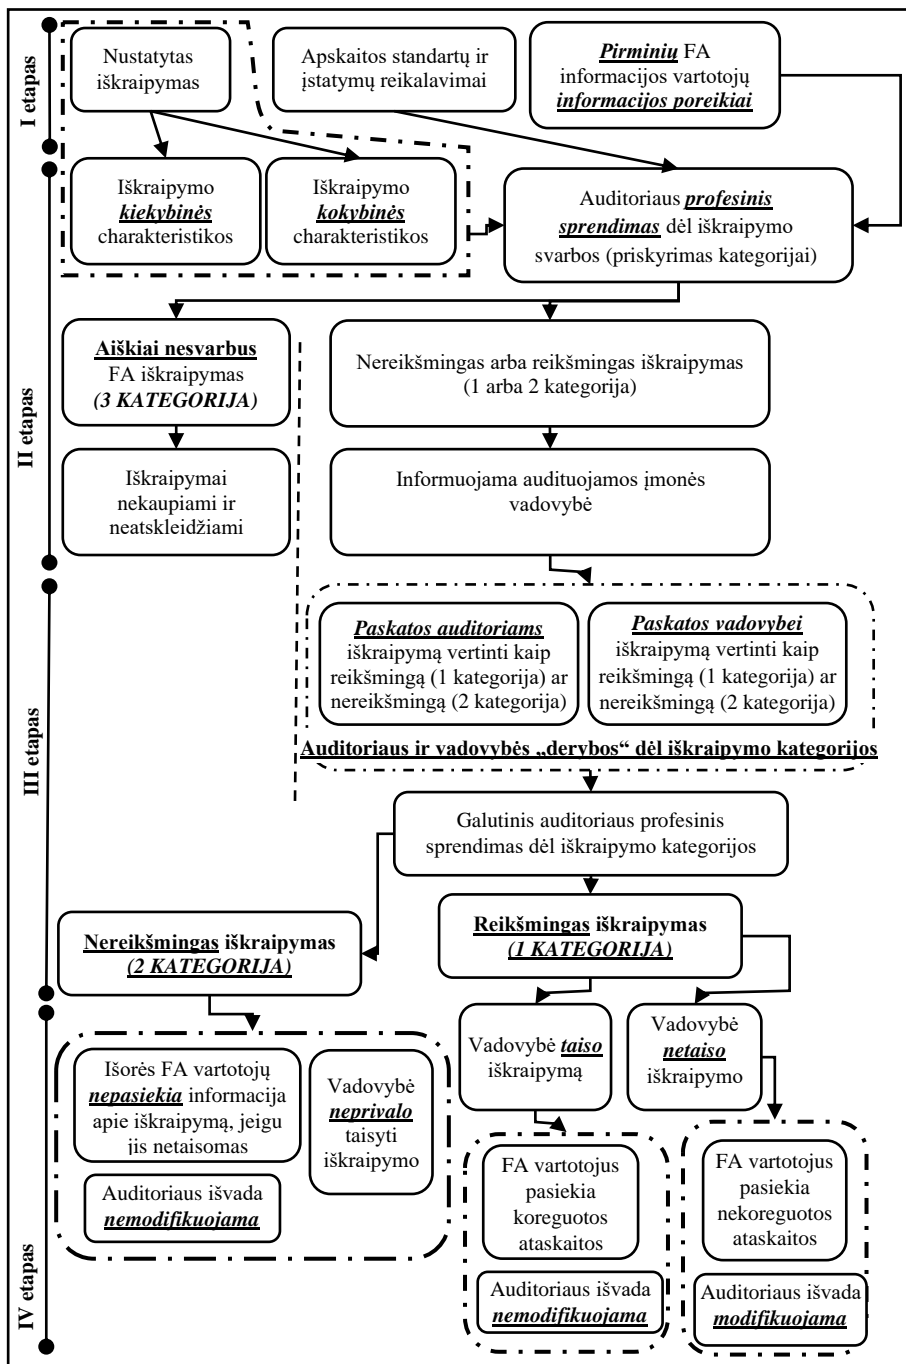 I etapas
Nustatytas
iškraipymas
Apskaitos standartų ir
įstatymų reikalavimai
Pirminių FA
informacijos vartotojų
informacijos poreikiai
II etapas
Iškraipymo
kiekybinės
charakteristikos
Iškraipymo
kokybinės
charakteristikos
Auditoriaus profesinis
sprendimas dėl iškraipymo
svarbos (priskyrimas kategorijai)
Aiškiai nesvarbus
FA iškraipymas
(3 KATEGORIJA)
Nereikšmingas arba reikšmingas iškraipymas
(1 arba 2 kategorija)
Iškraipymai
nekaupiami ir
neatskleidžiami
Informuojama audituojamos įmonės
vadovybė
III etapas
Paskatos auditoriams
iškraipymą vertinti kaip
reikšmingą (1 kategorija) ar
nereikšmingą (2 kategorija)
Paskatos vadovybei
iškraipymą vertinti kaip
reikšmingą (1 kategorija) ar
nereikšmingą (2 kategorija)
Auditoriaus ir vadovybės „derybos“ dėl iškraipymo kategorijos
Galutinis auditoriaus profesinis
sprendimas dėl iškraipymo kategorijos
Nereikšmingas iškraipymas
(2 KATEGORIJA)
Reikšmingas iškraipymas
(1 KATEGORIJA)
IV etapas
Išorės FA vartotojų
nepasiekia informacija
apie iškraipymą, jeigu
jis netaisomas
Vadovybė
neprivalo
taisyti
iškraipymo
Auditoriaus išvada
nemodifikuojama
Vadovybė taiso
iškraipymą
Vadovybė
netaiso
iškraipymo
FA vartotojus
pasiekia
koreguotos
ataskaitos
Auditoriaus išvada
nemodifikuojama
FA vartotojus
pasiekia
nekoreguotos
ataskaitos
Auditoriaus išvada
modifikuojama